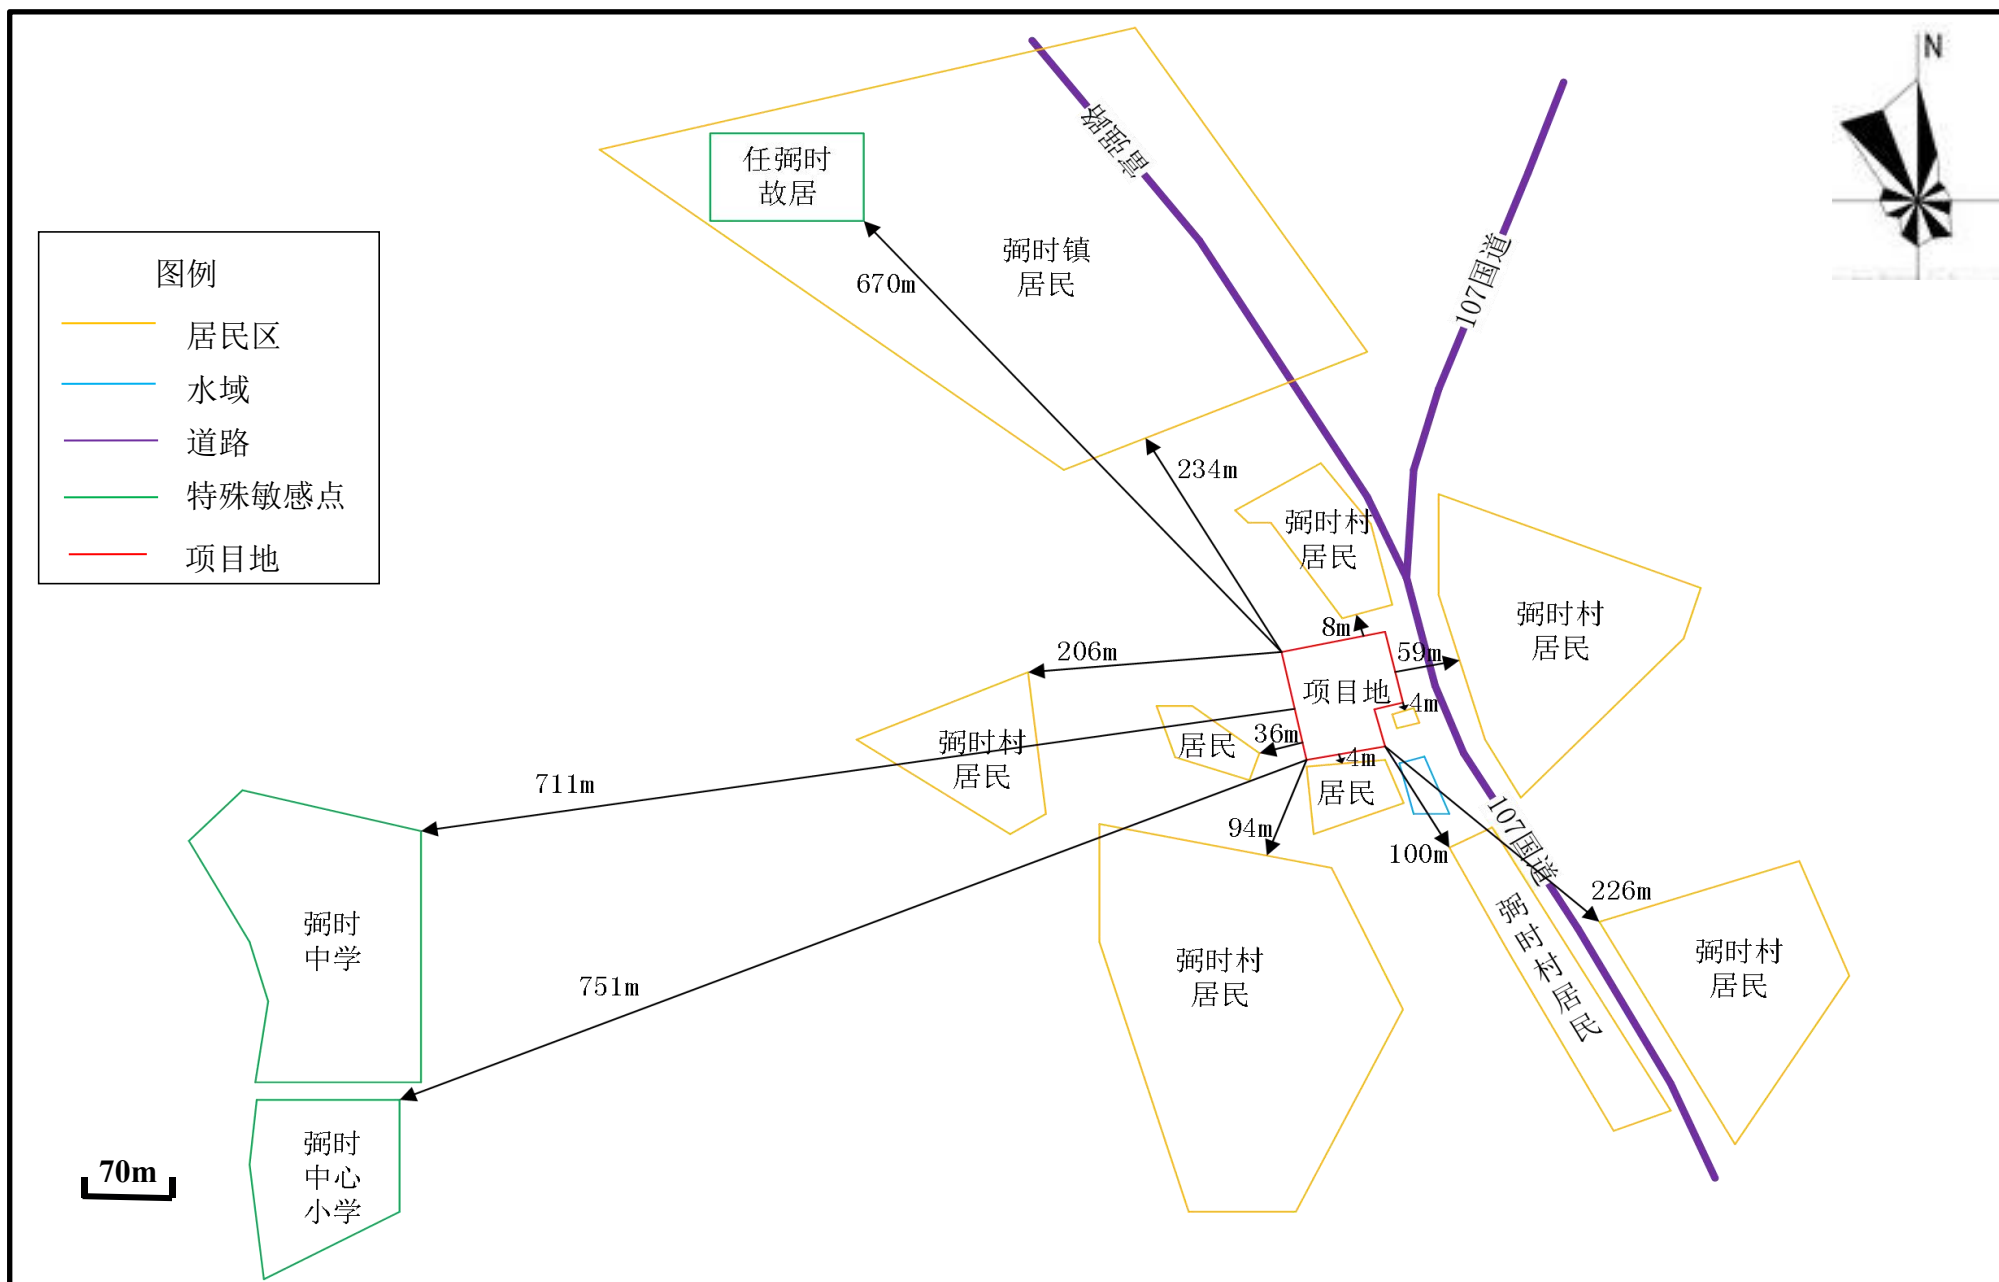 N
富强路
任弼时
故居
107国道
弼时镇
居民
图例
居民区
水域
道路
特殊敏感点
项目地
670m
234m
弼时村
居民
弼时村
居民
8m
206m
59m
项目地
4m
36m
弼时村
居民
居民
4m
居民
711m
94m
100m
107国道
226m
弼时
中学
弼时村居民
弼时村
居民
弼时村
居民
751m
弼时
中心
小学
70m